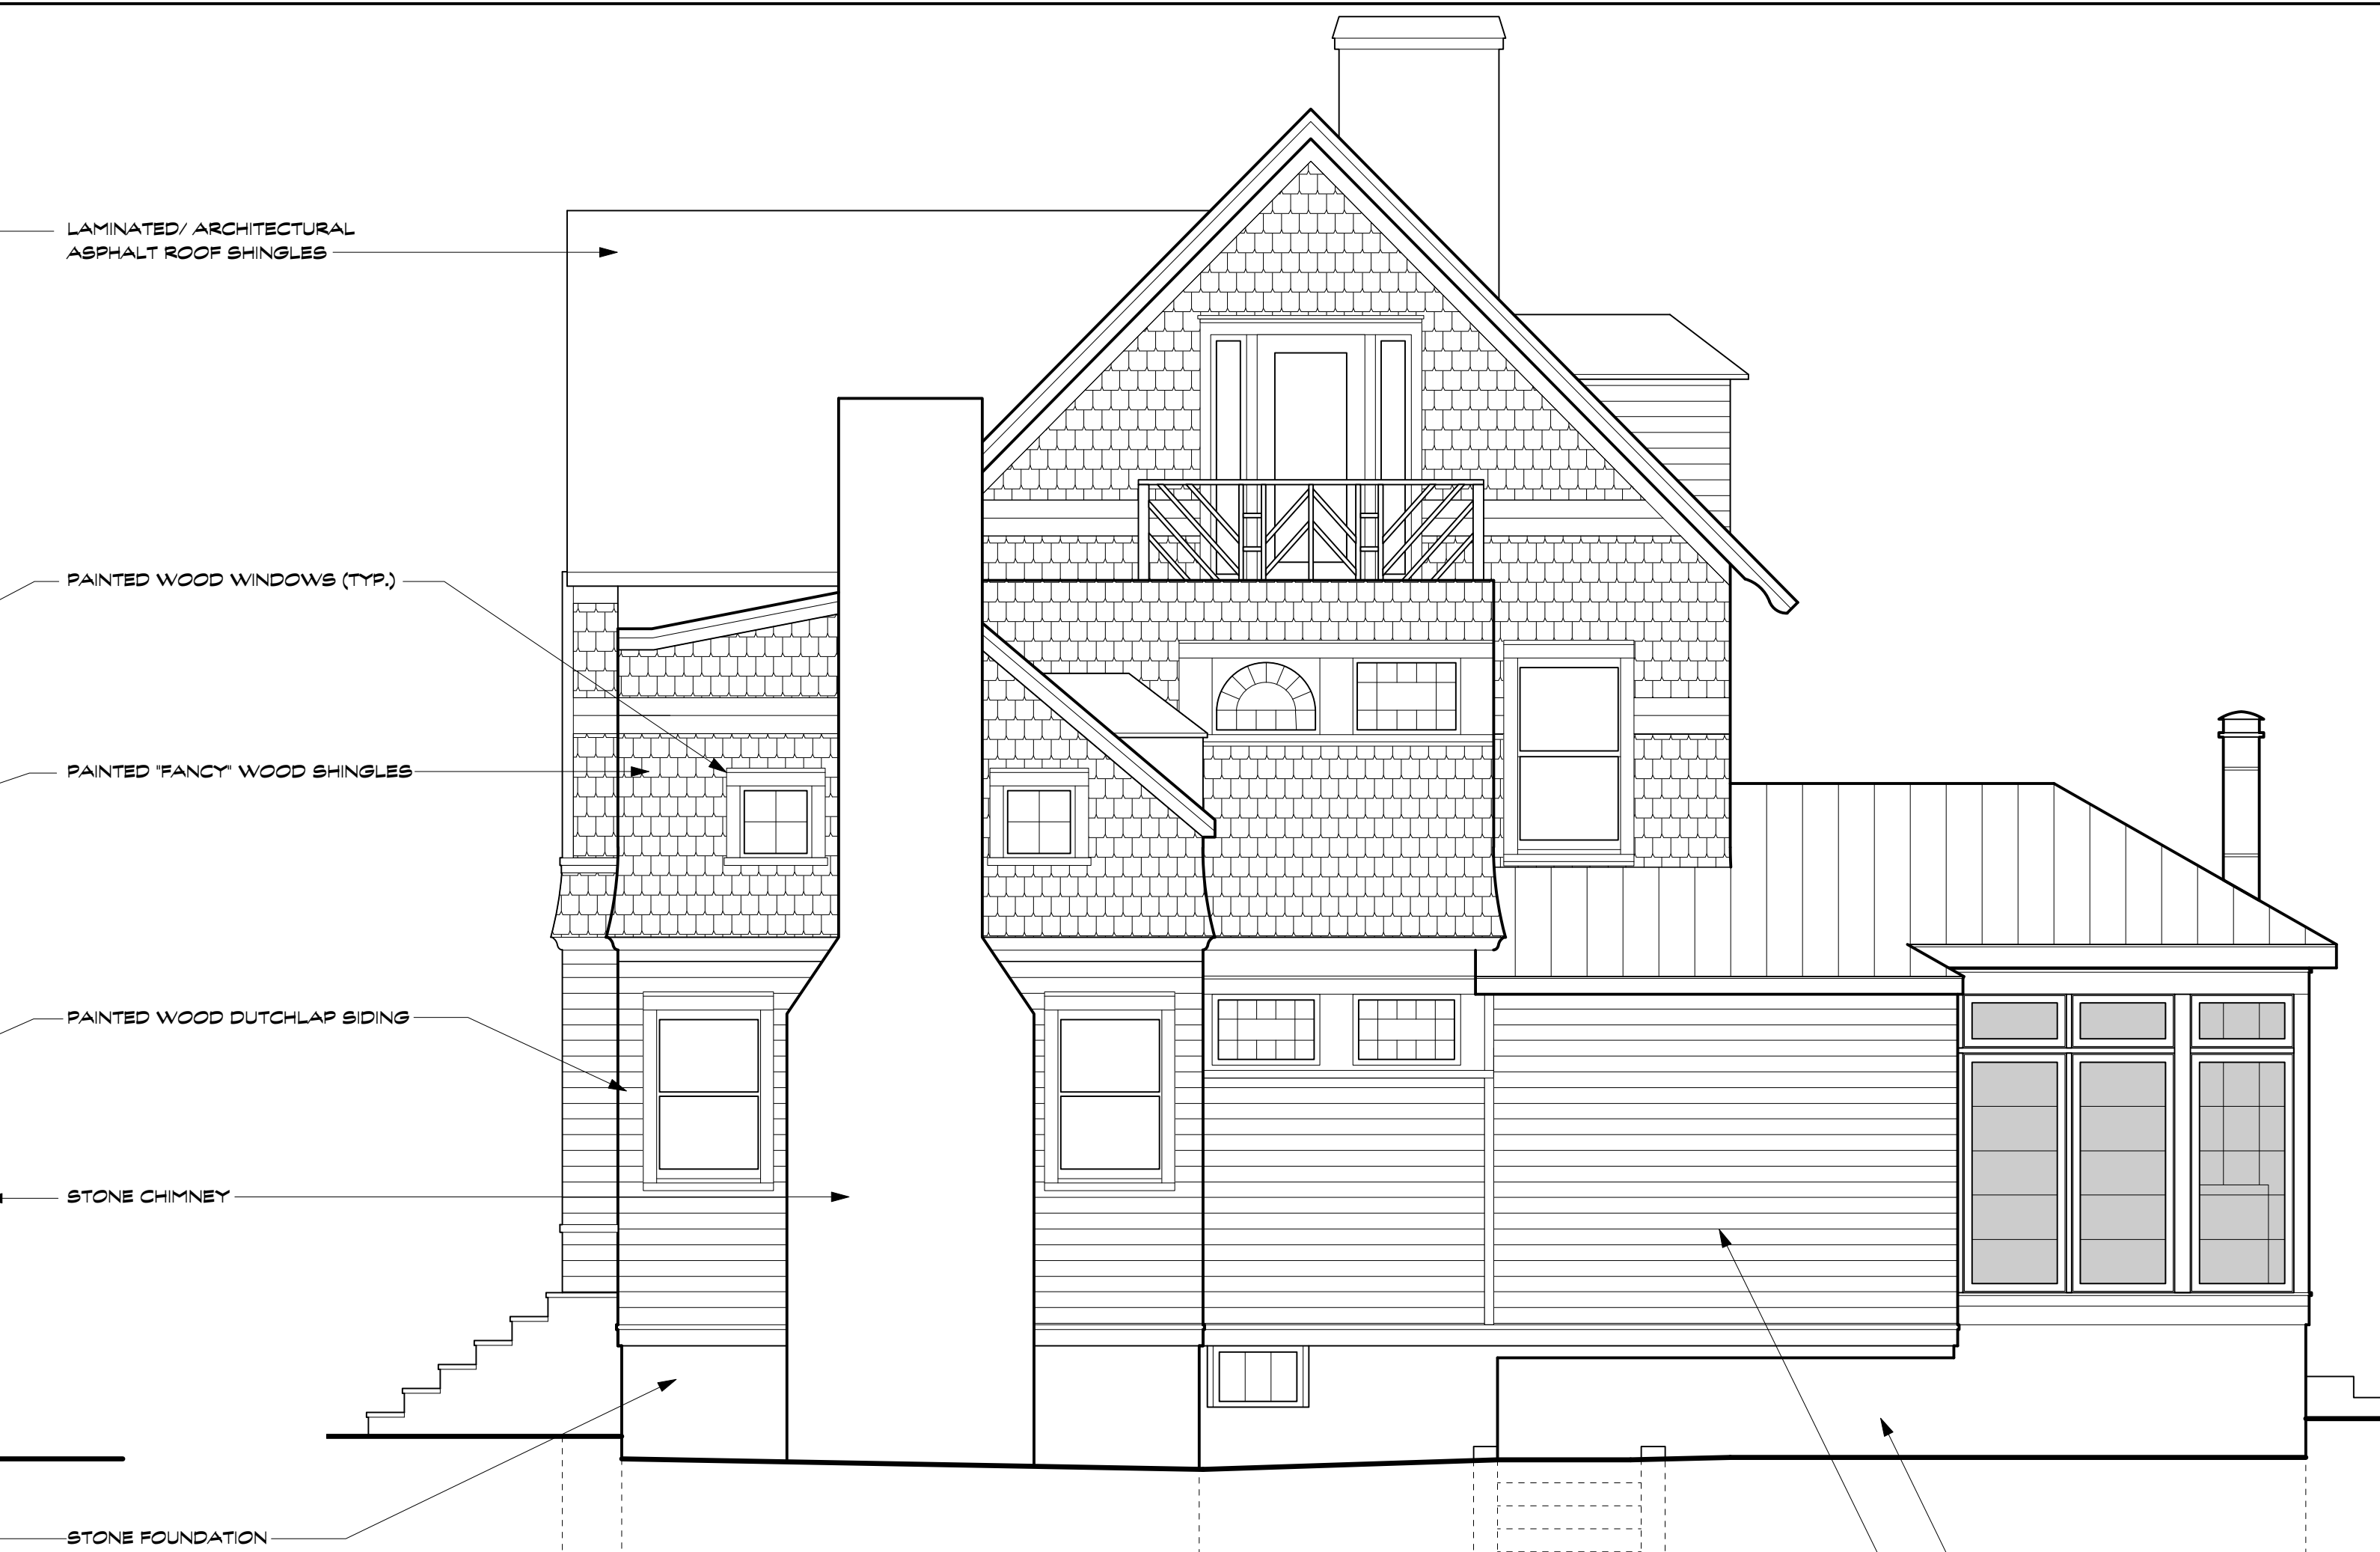 LAMINATED/ ARCHITECTURAL
ASPHALT ROOF SHINGLES
PAINTED WOOD WINDOWS (TYP.)
PAINTED "FANCY" WOOD SHINGLES
PAINTED WOOD DUTCHLAP SIDING
STONE CHIMNEY
STONE FOUNDATION